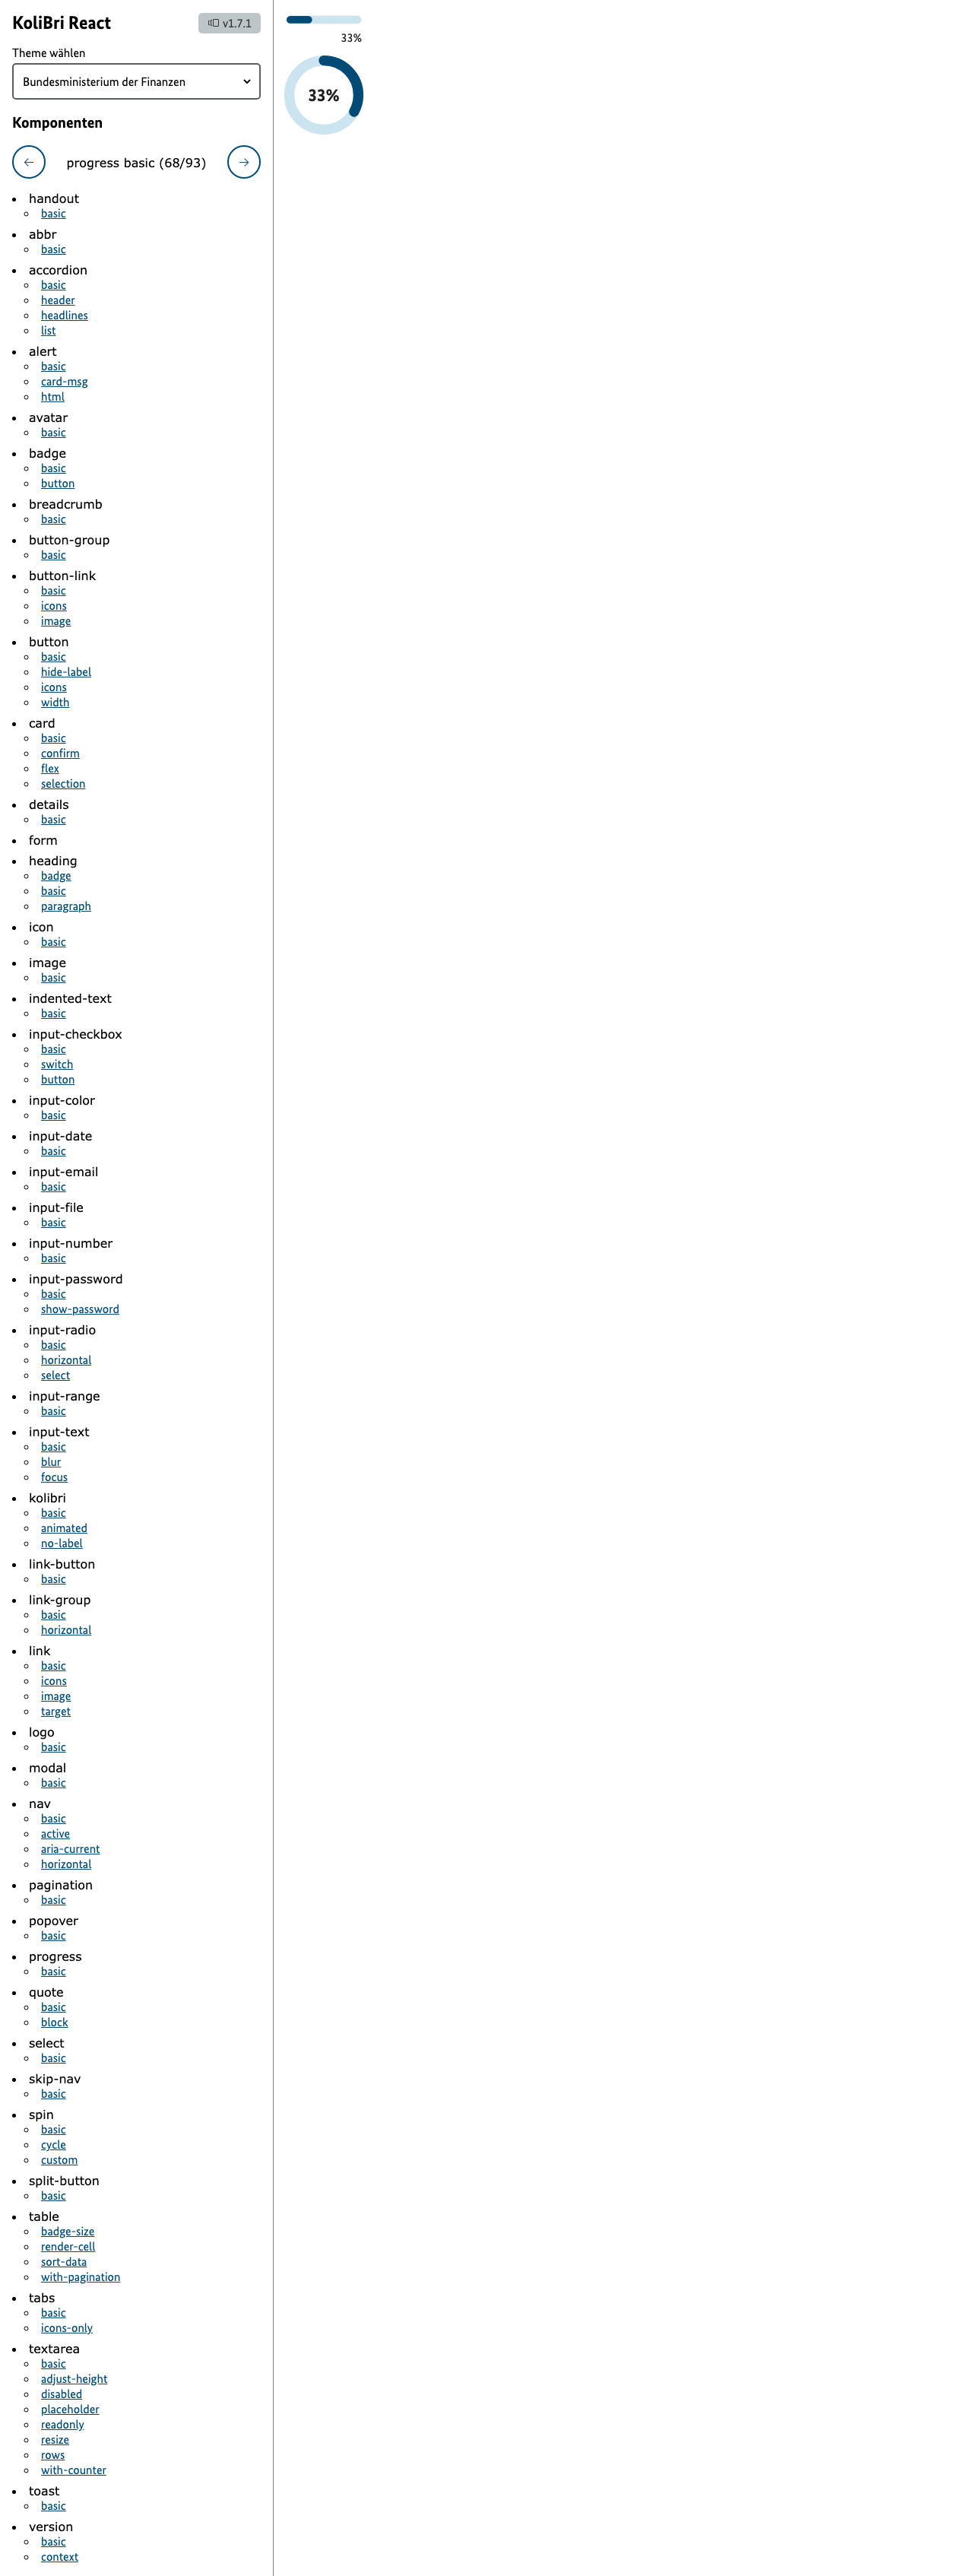 KoliBri React
v1.7.1
Theme wählen
Bundesministerium der Finanzen
Komponenten
progress basic (68/93)
handout
basic
abbr
basic
accordion
basic
header
headlines
list
alert
basic
card-msg
html
avatar
basic
badge
basic
button
breadcrumb
basic
button-group
basic
button-link
basic
icons
image
button
basic
hide-label
icons
width
card
basic
confirm
flex
selection
details
basic
form
heading
badge
basic
paragraph
icon
basic
image
basic
indented-text
basic
input-checkbox
basic
switch
button
input-color
basic
input-date
basic
input-email
basic
input-file
basic
input-number
basic
input-password
basic
show-password
input-radio
basic
horizontal
select
input-range
basic
input-text
basic
blur
focus
kolibri
basic
animated
no-label
link-button
basic
link-group
basic
horizontal
link
basic
icons
image
target
logo
basic
modal
basic
nav
basic
active
aria-current
horizontal
pagination
basic
popover
basic
progress
basic
quote
basic
block
select
basic
skip-nav
basic
spin
basic
cycle
custom
split-button
basic
table
badge-size
render-cell
sort-data
with-pagination
tabs
basic
icons-only
textarea
basic
adjust-height
disabled
placeholder
readonly
resize
rows
with-counter
toast
basic
version
basic
context
33%
33%